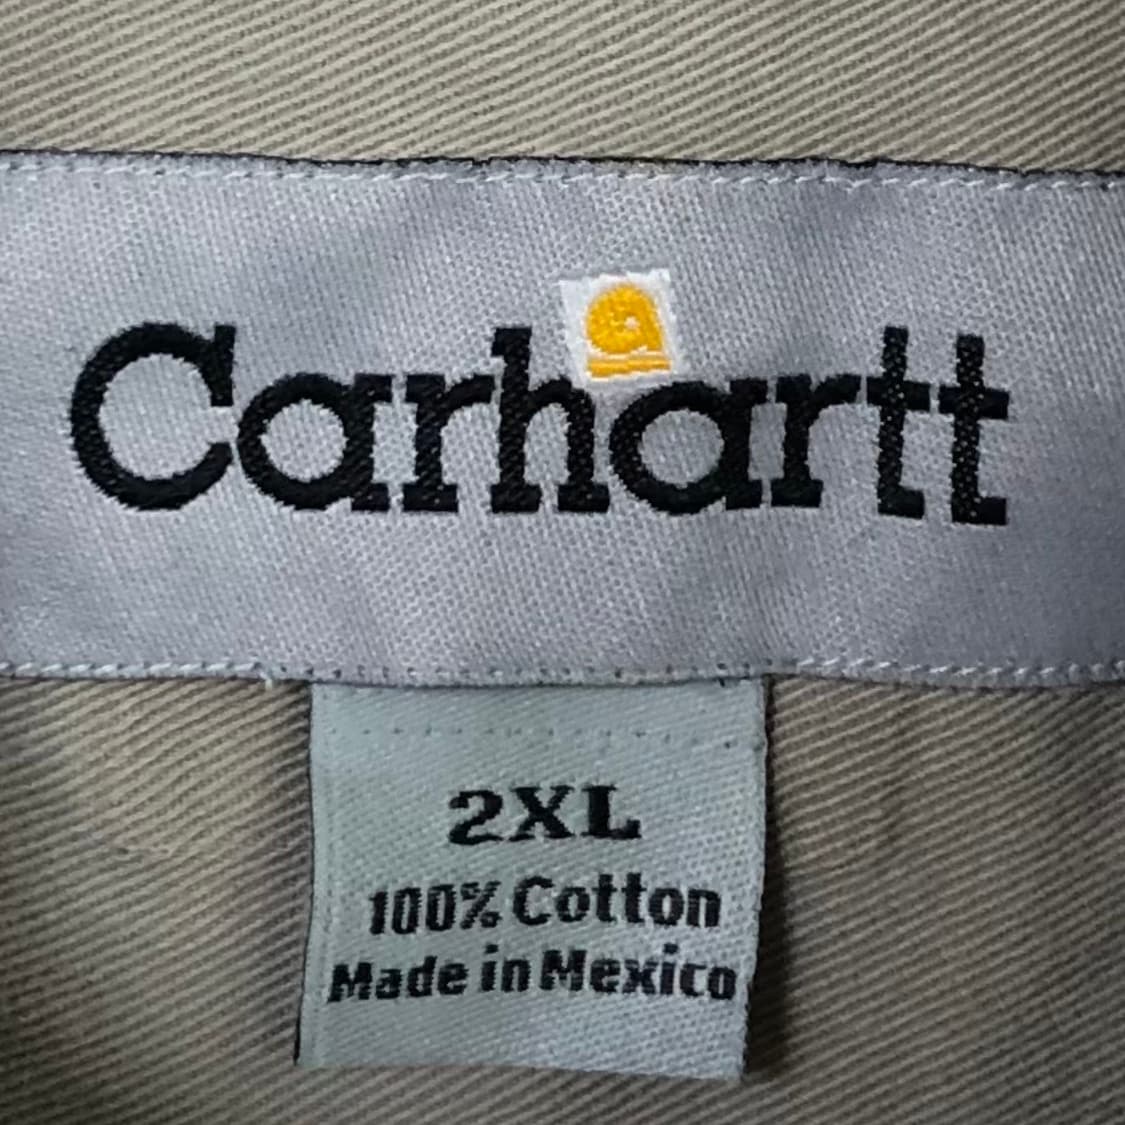 Carhartt
2XL
100% Cotton
Made in Mexico